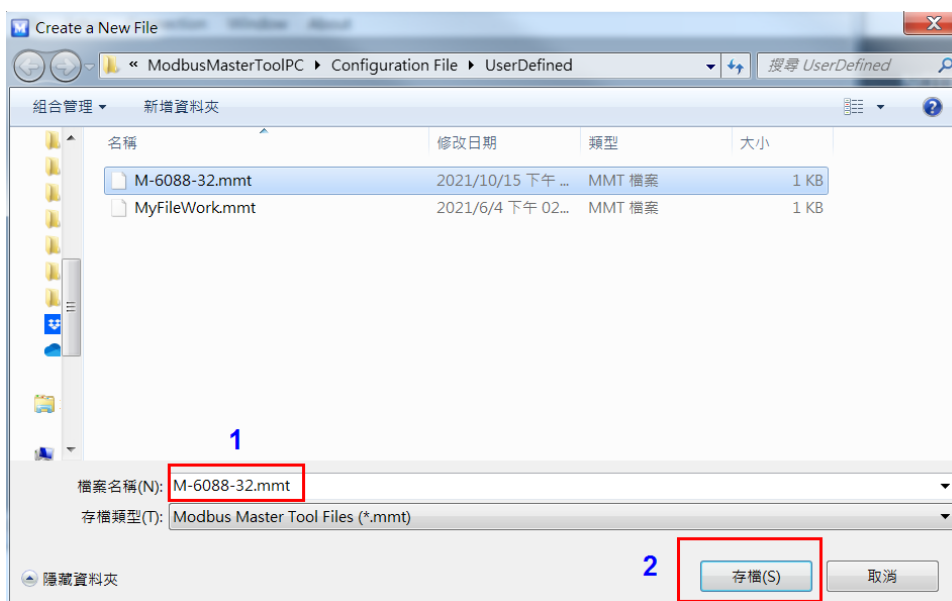 Create a New File
Window About
« ModbusMasterToolPC Configuration File UserDefined 搜尋 UserDefined
組合管理 新增資料夾
名稱 修改日期 類型 大小
M-6088-32.mmt 2021/10/15 下午 ... MMT 檔案 1 KB
MyFileWork.mmt 2021/6/4 下午 02... MMT 檔案 1 KB
1
檔案名稱(N): M-6088-32.mmt
存檔類型(T): Modbus Master Tool Files (*.mmt)
2
隱藏資料夾 存檔(S) 取消